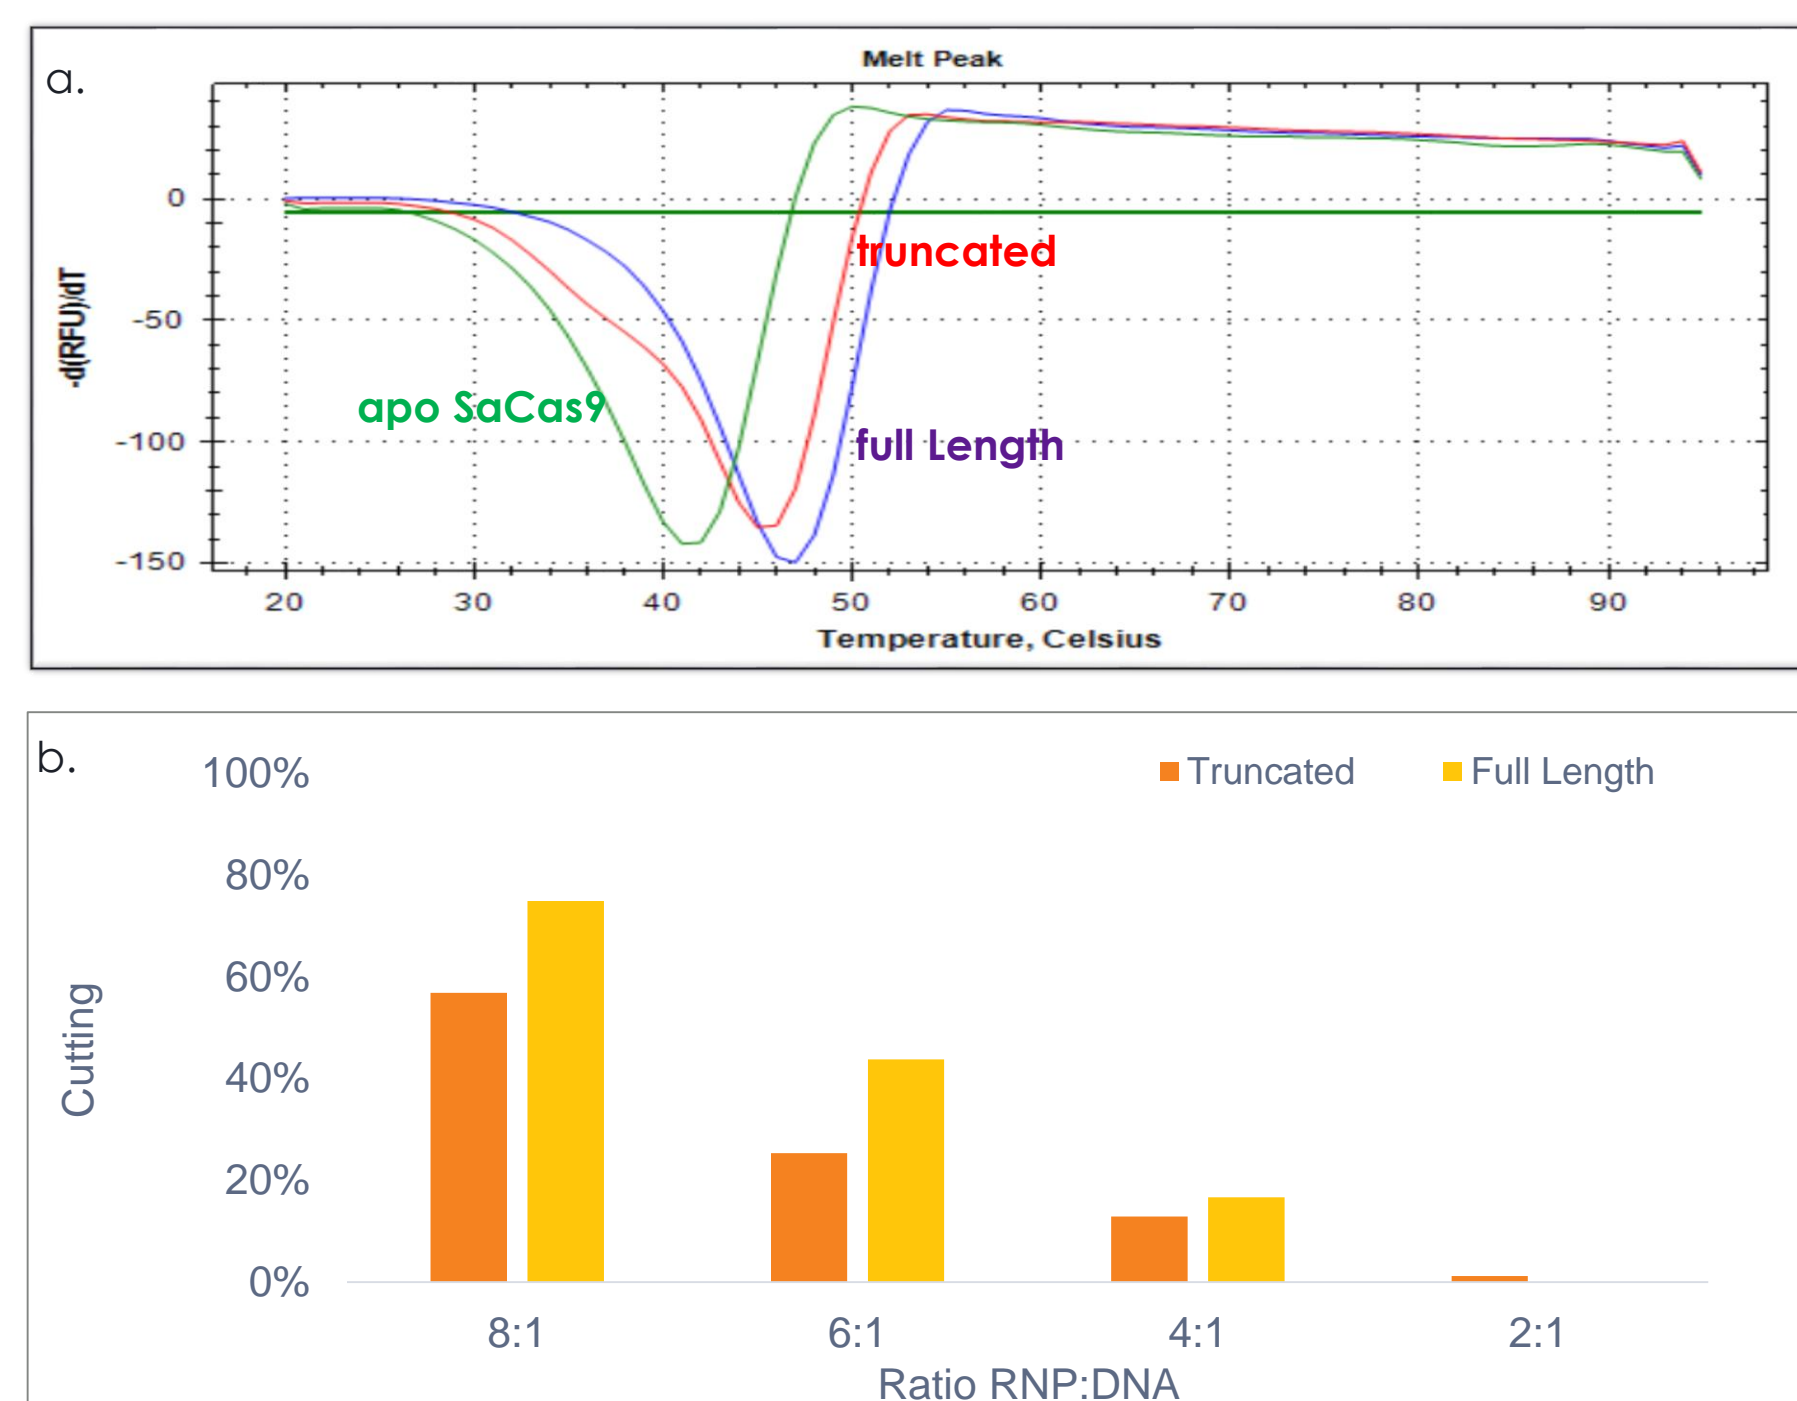 a.
Melt Peak
0
-50
-100
-150
-d(RFU)/dT
truncated
apo SaCas9
full Length
20 30 40 50 60 70 80 90
Temperature, Celsius
b.
Truncated Full Length
100%
80%
60%
40%
20%
0%
Cutting
8:1 6:1 4:1 2:1
Ratio RNP:DNA